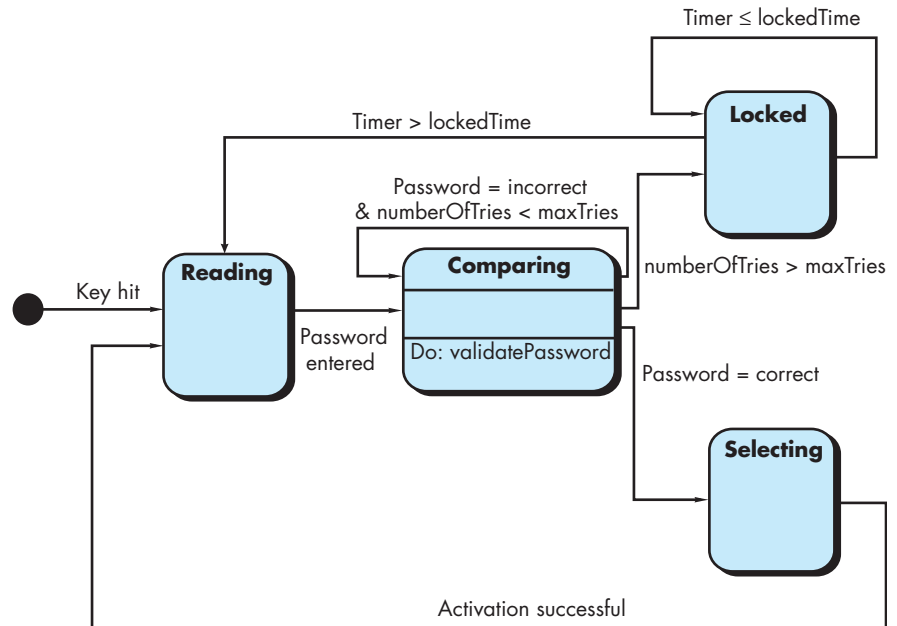 Timer ≤ lockedTime
Locked
Timer > lockedTime
Password = incorrect
& numberOfTries < maxTries
Reading
Comparing
numberOfTries > maxTries
Key hit
Password
entered
Do: validatePassword
Password = correct
Selecting
Activation successful